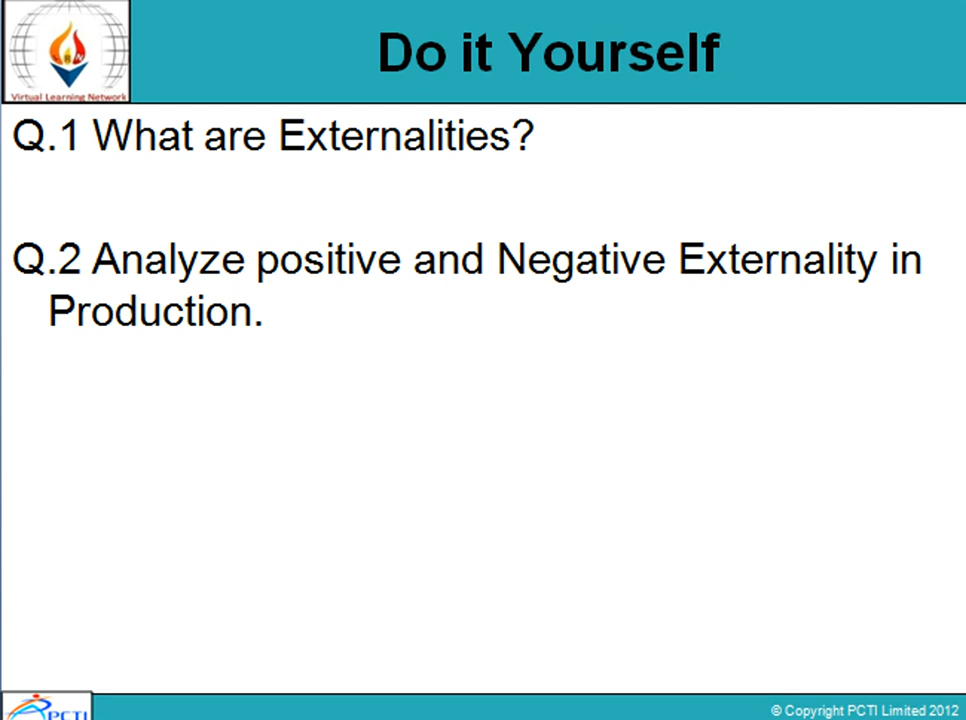 Do it Yourself
Virtual Learning Network
Q.1 What are Externalities?
Q.2 Analyze positive and Negative Externality in
Production.
PCTI
© Copyright PCTI Limited 2012